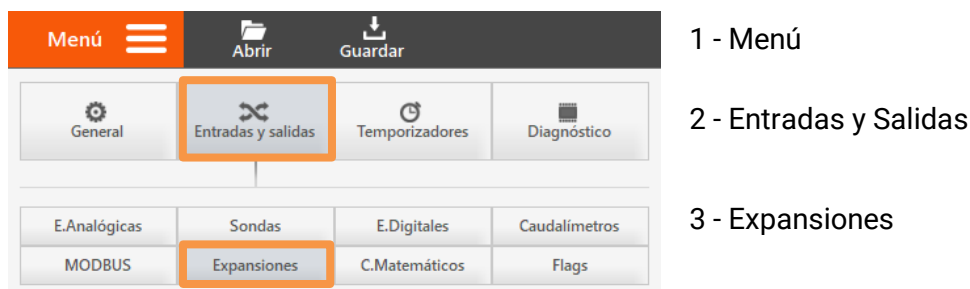 Menú
Abrir
Guardar
General
Entradas y salidas
Temporizadores
Diagnóstico
E.Analógicas
Sondas
E.Digitales
Caudalímetros
MODBUS
Expansiones
C.Matemáticos
Flags
1 - Menú
2 - Entradas y Salidas
3 - Expansiones